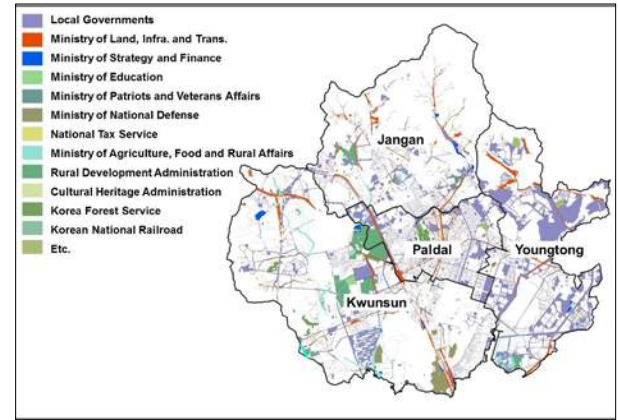 Local Governments
Ministry of Land, Infra. and Trans.
Ministry of Strategy and Finance
Ministry of Education
Ministry of Patriots and Veterans Affairs
Ministry of National Defense
National Tax Service
Ministry of Agriculture, Food and Rural Affairs
Rural Development Administration
Cultural Heritage Administration
Korea Forest Service
Korean National Railroad
Etc.
Jangan
Paldal
Youngtong
Kwunsun